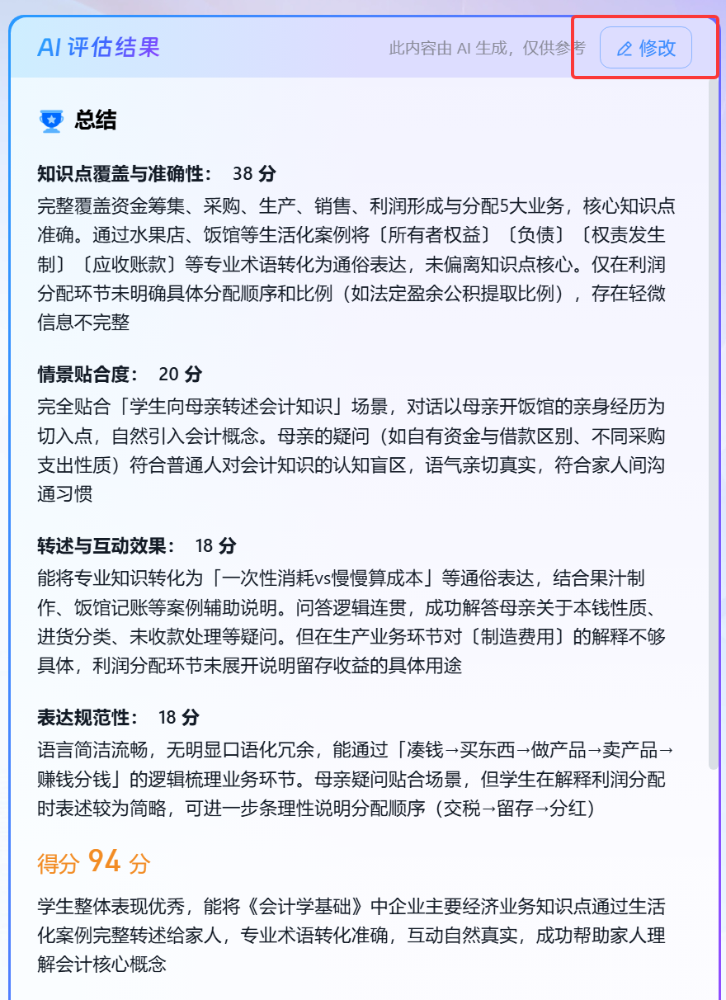 AI 评估结果
此内容由 AI 生成，仅供参考
修改
总结
知识点覆盖与准确性： 38 分
完整覆盖资金筹集、采购、生产、销售、利润形成与分配5大业务，核心知识点
准确。通过水果店、饭馆等生活化案例将〔所有者权益〕〔负债〕〔权责发生
制〕〔应收账款〕等专业术语转化为通俗表达，未偏离知识点核心。仅在利润
分配环节未明确具体分配顺序和比例（如法定盈余公积提取比例），存在轻微
信息不完整
情景贴合度： 20 分
完全贴合「学生向母亲转述会计知识」场景，对话以母亲开饭馆的亲身经历为
切入点，自然引入会计概念。母亲的疑问（如自有资金与借款区别、不同采购
支出性质）符合普通人对会计知识的认知盲区，语气亲切真实，符合家人间沟
通习惯
转述与互动效果： 18 分
能将专业知识转化为「一次性消耗vs慢慢算成本」等通俗表达，结合果汁制
作、饭馆记账等案例辅助说明。问答逻辑连贯，成功解答母亲关于本钱性质、
进货分类、未收款处理等疑问。但在生产业务环节对〔制造费用〕的解释不够
具体，利润分配环节未展开说明留存收益的具体用途
表达规范性： 18 分
语言简洁流畅，无明显口语化冗余，能通过「凑钱→买东西→做产品→卖产品→
赚钱分钱」的逻辑梳理业务环节。母亲疑问贴合场景，但学生在解释利润分配
时表述较为简略，可进一步条理性说明分配顺序（交税→留存→分红）
得分 94 分
学生整体表现优秀，能将《会计学基础》中企业主要经济业务知识点通过生活
化案例完整转述给家人，专业术语转化准确，互动自然真实，成功帮助家人理
解会计核心概念